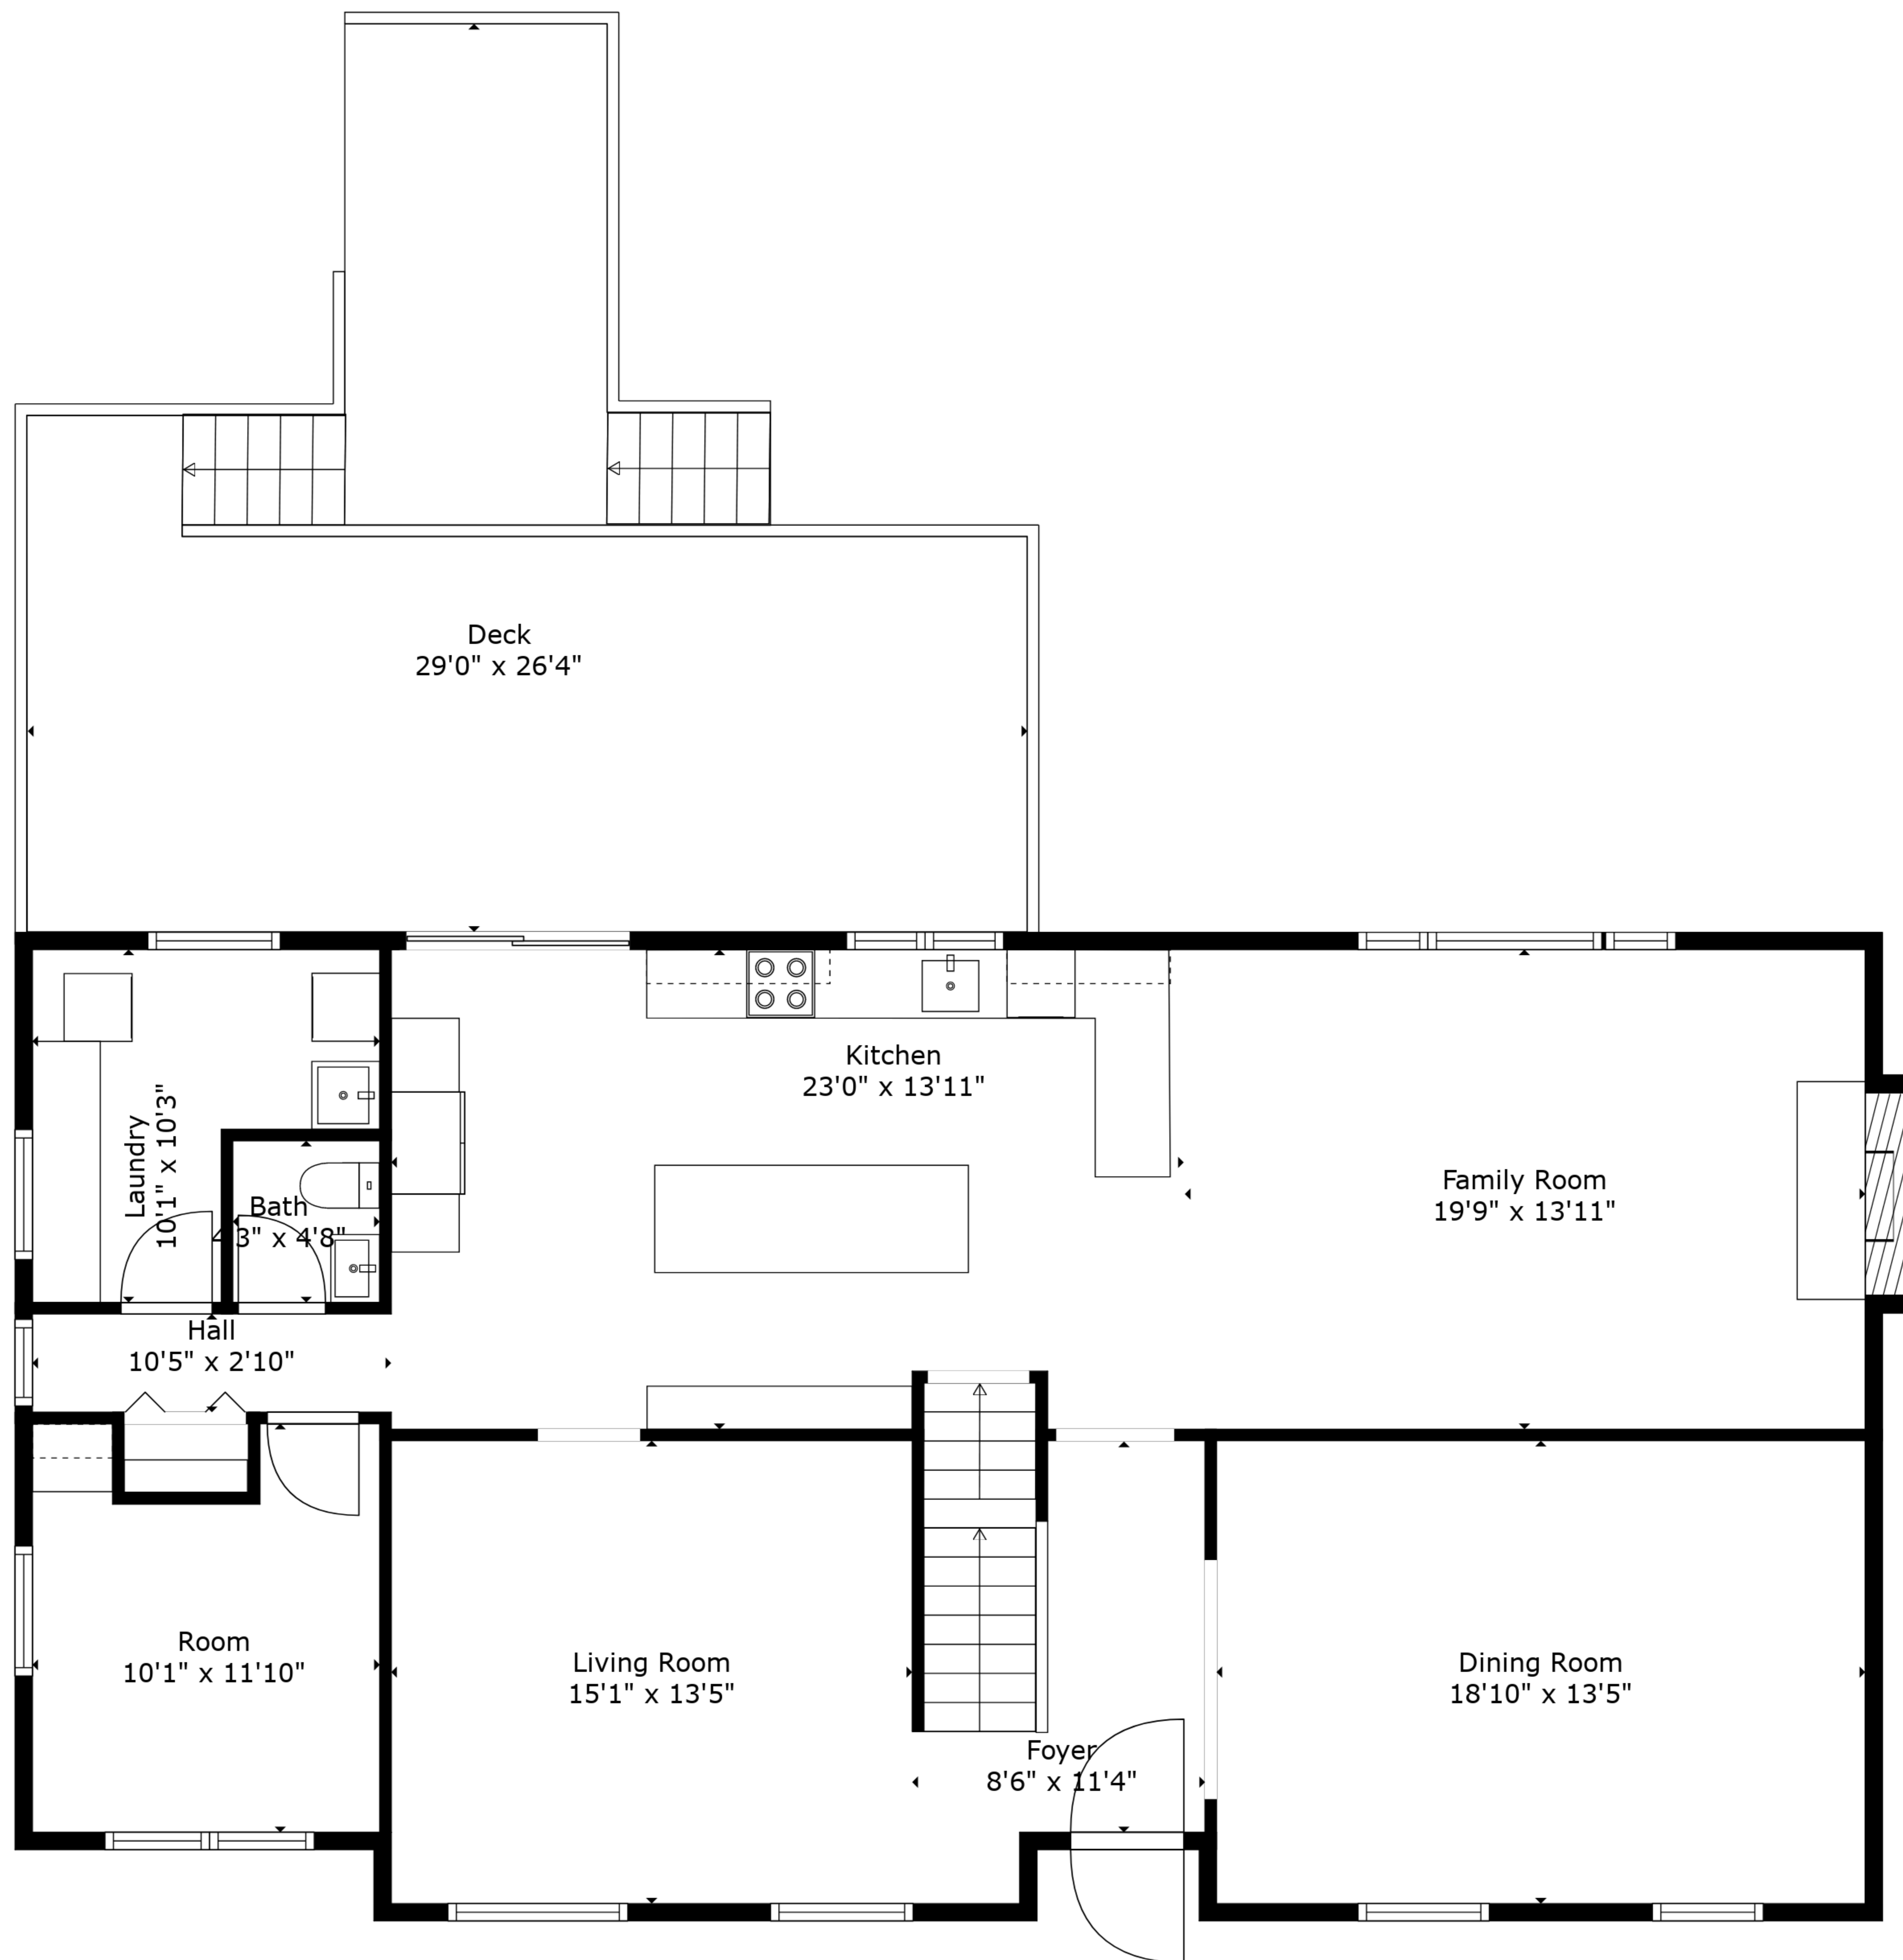 Deck
29'0" x 26'4"
Kitchen
23'0" x 13'11"
Laundry
10'1" x 10'3"
Family Room
19'9" x 13'11"
Bath
4'3" x 4'8"
Hall
10'5" x 2'10"
Room
10'1" x 11'10"
Living Room
15'1" x 13'5"
Dining Room
18'10" x 13'5"
Foyer
8'6" x 11'4"